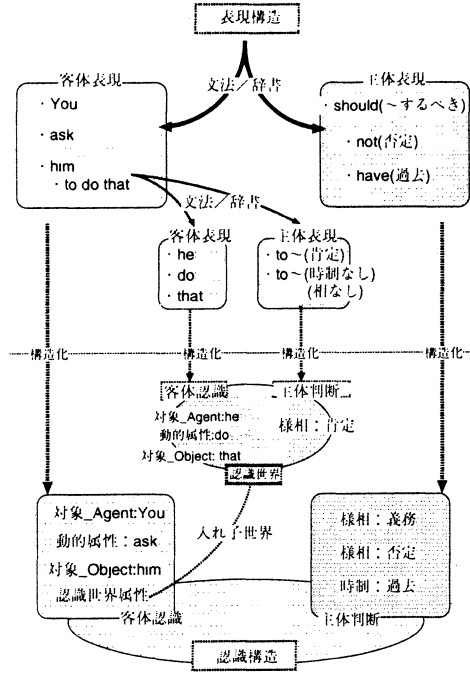 表現構造
文法／辞書
客体表現
・You
・ask
・him
・to do that
主体表現
・should(～するべき)
・not(否定)
・have(過去)
文法／辞書
客体表現
・he
・do
・that
主体表現
・to～(肯定)
・to～(時制なし)
(相なし)
構造化
構造化
構造化
構造化
客体認識
対象_Agent:he
動的属性:do
対象_Object: that
主体判断
様相：肯定
認識世界
入れ子世界
対象_Agent:You
動的属性：ask
対象_Object:him
認識世界属性
客体認識
様相：義務
様相：否定
時制：過去
主体判断
認識構造